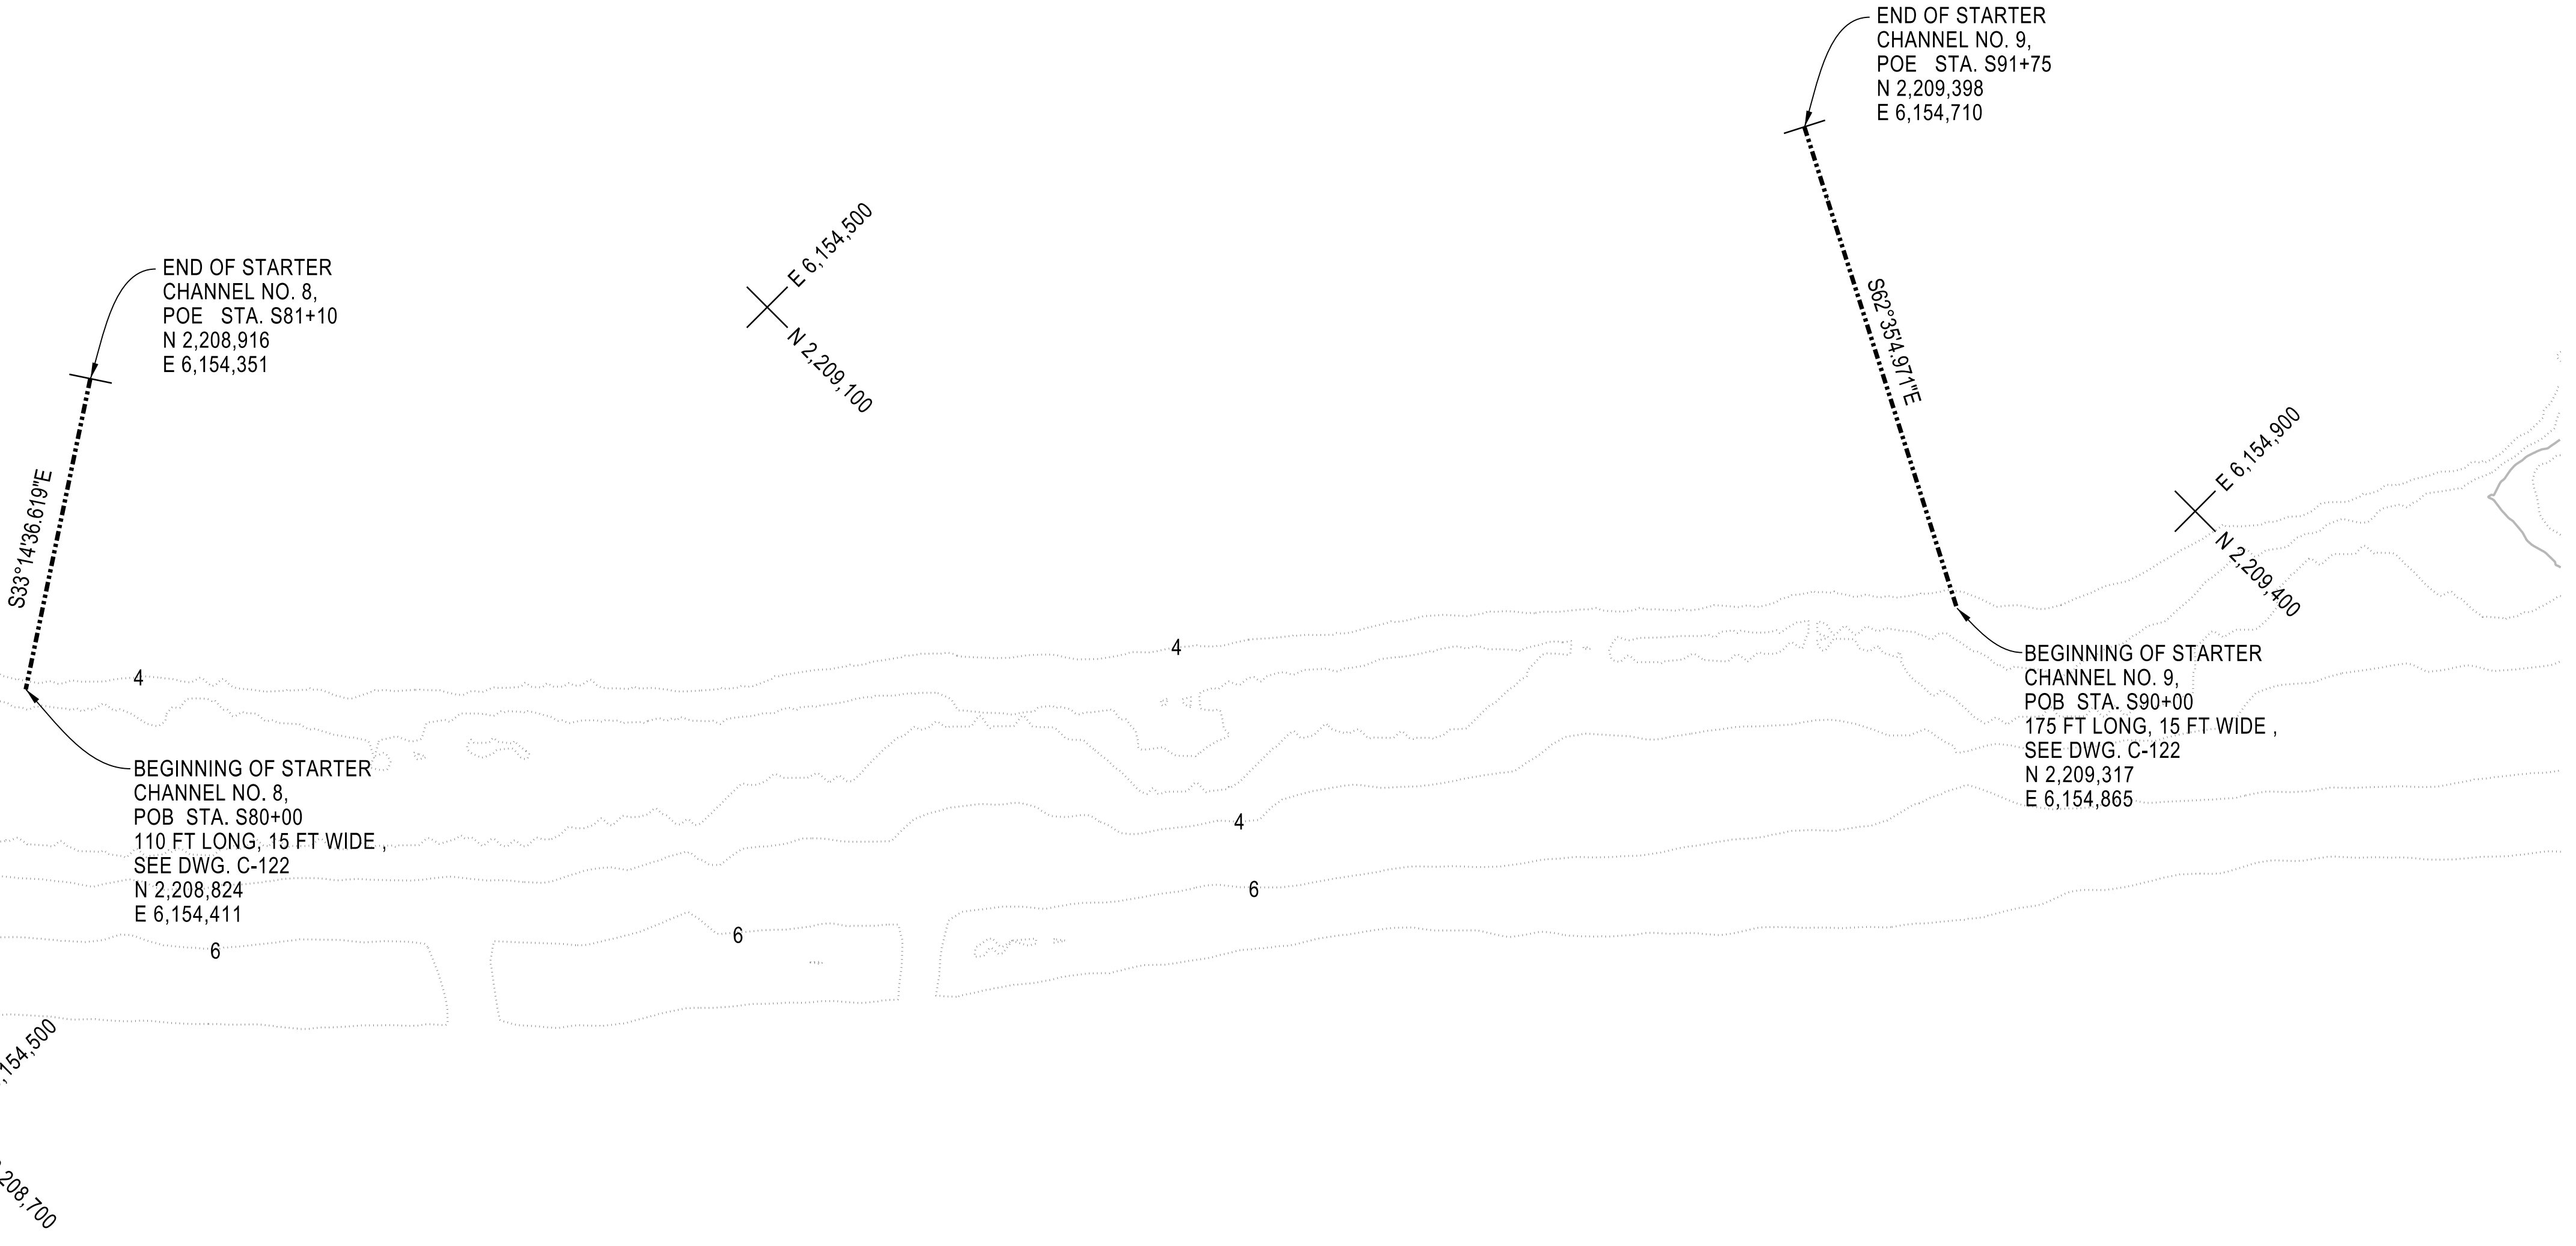 END OF STARTER
CHANNEL NO. 9,
POE STA. S91+75
N 2,209,398
E 6,154,710
E 6,154,500
N 2,209,100
END OF STARTER
CHANNEL NO. 8,
POE STA. S81+10
N 2,208,916
E 6,154,351
S62°35'4.971"E
E 6,154,900
N 2,209,400
S33°14'36.619"E
4
4
BEGINNING OF STARTER
CHANNEL NO. 9,
POB STA. S90+00
175 FT LONG, 15 FT WIDE ,
SEE DWG. C-122
N 2,209,317
E 6,154,865
BEGINNING OF STARTER
CHANNEL NO. 8,
POB STA. S80+00
110 FT LONG, 15 FT WIDE ,
SEE DWG. C-122
N 2,208,824
E 6,154,411
4
6
6
6
,154,500
208,700